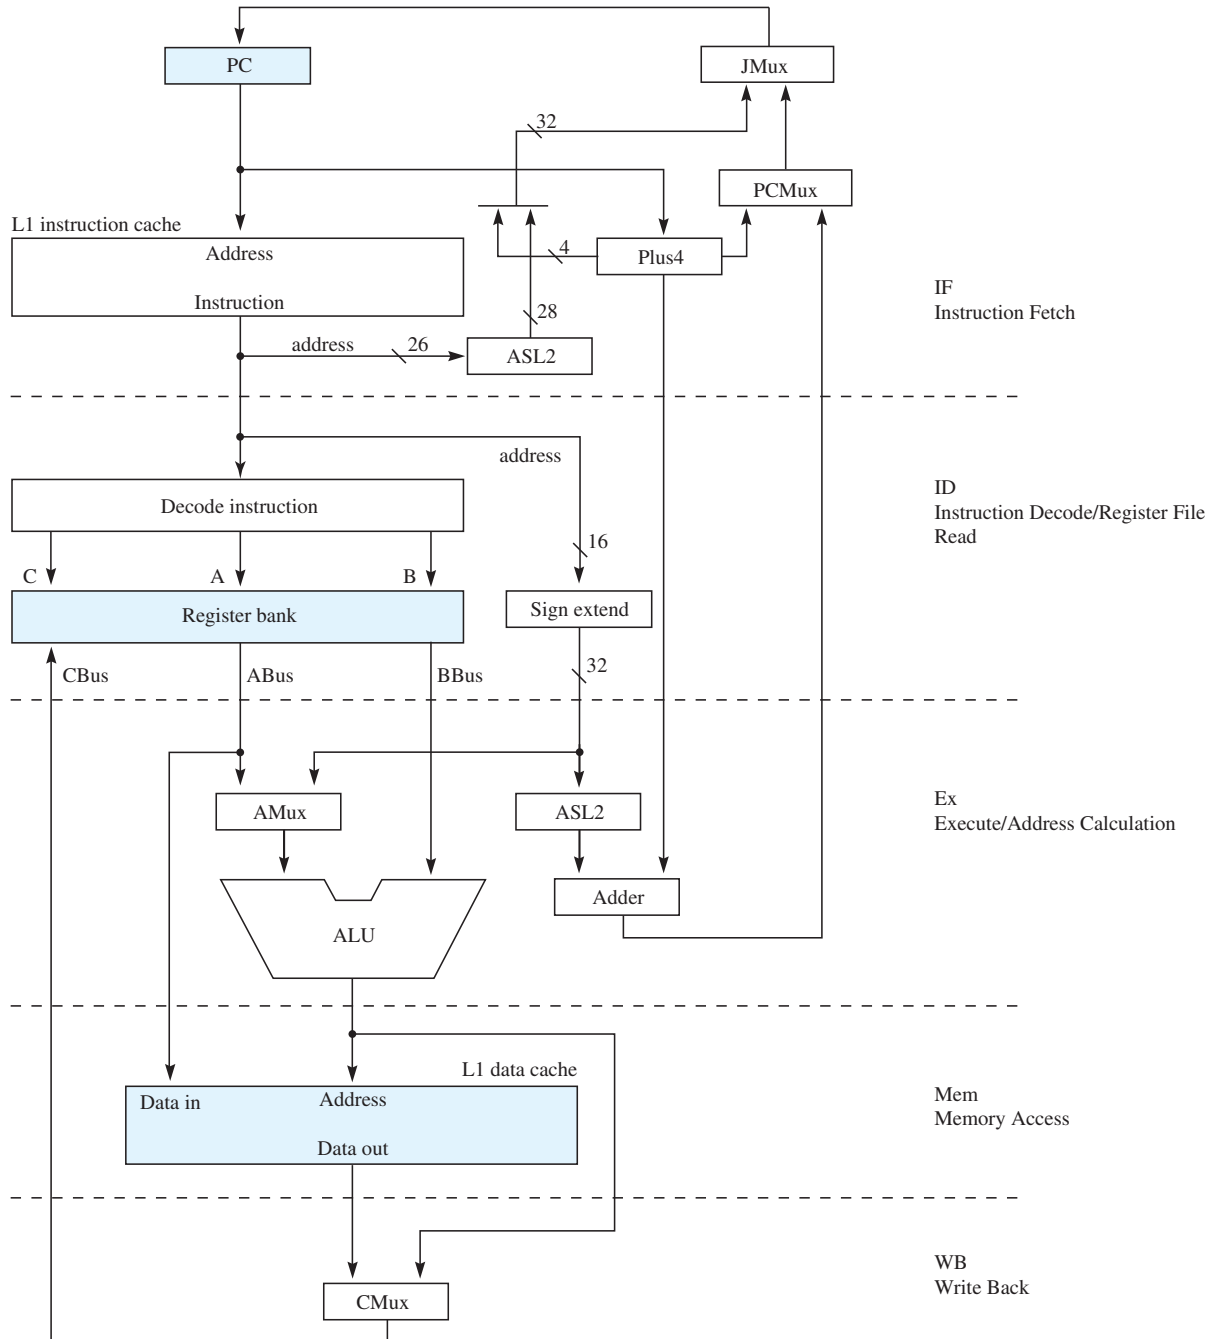 PC
JMux
32
PCMux
L1 instruction cache
Address
4
Plus4
Instruction
28
IF
Instruction Fetch
address
26
ASL2
address
Decode instruction
ID
Instruction Decode/Register File
Read
16
C
A
B
Register bank
Sign extend
CBus
ABus
BBus
32
AMux
ASL2
Ex
Execute/Address Calculation
Adder
ALU
L1 data cache
Data in
Address
Data out
Mem
Memory Access
WB
Write Back
CMux